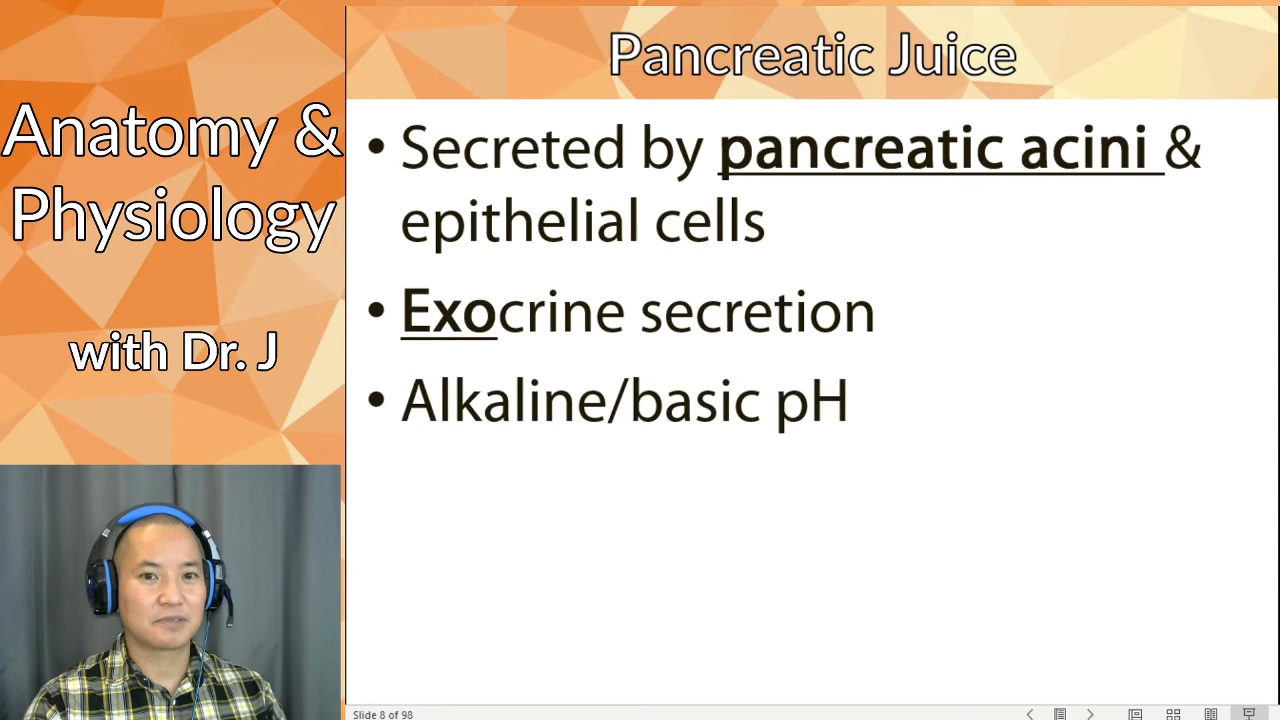 Anatomy &
Physiology
with Dr. J
Pancreatic Juice
• Secreted by pancreatic acini &
epithelial cells
• Exocrine secretion
• Alkaline/basic pH
Slide 8 of 98